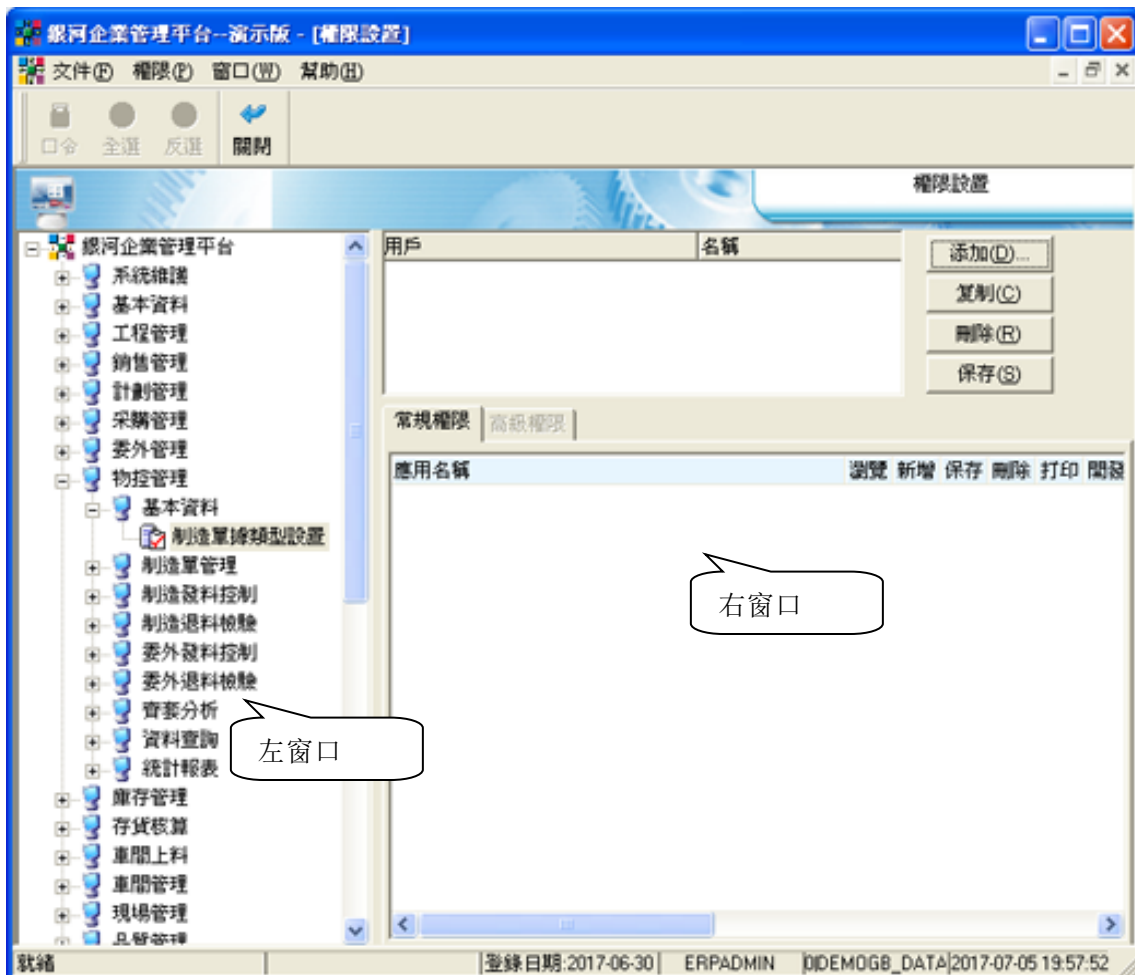 銀河企業管理平台--演示版 - [權限設置]
文件(F) 權限(P) 窗口(W) 幫助(H)
口令 全選 反選 關閉
權限設置
銀河企業管理平台
系統維護
基本資料
工程管理
銷售管理
計劃管理
采購管理
委外管理
物控管理
基本資料
制造單據類型設置
制造單管理
制造發料控制
制造退料檢驗
委外發料控制
委外退料檢驗
齊套分析
資料查詢
統計報表
庫存管理
存貨核算
車間上料
車間管理
現場管理
品質管理
左窗口
用戶 名稱
添加(D)...
复制(C)
刪除(R)
保存(S)
常規權限 高級權限
應用名稱 瀏覽 新增 保存 刪除 打印 開發
右窗口
就緒 登錄日期:2017-06-30 ERPADMIN 0|DEMOGB_DATA 2017-07-05 19:57:52